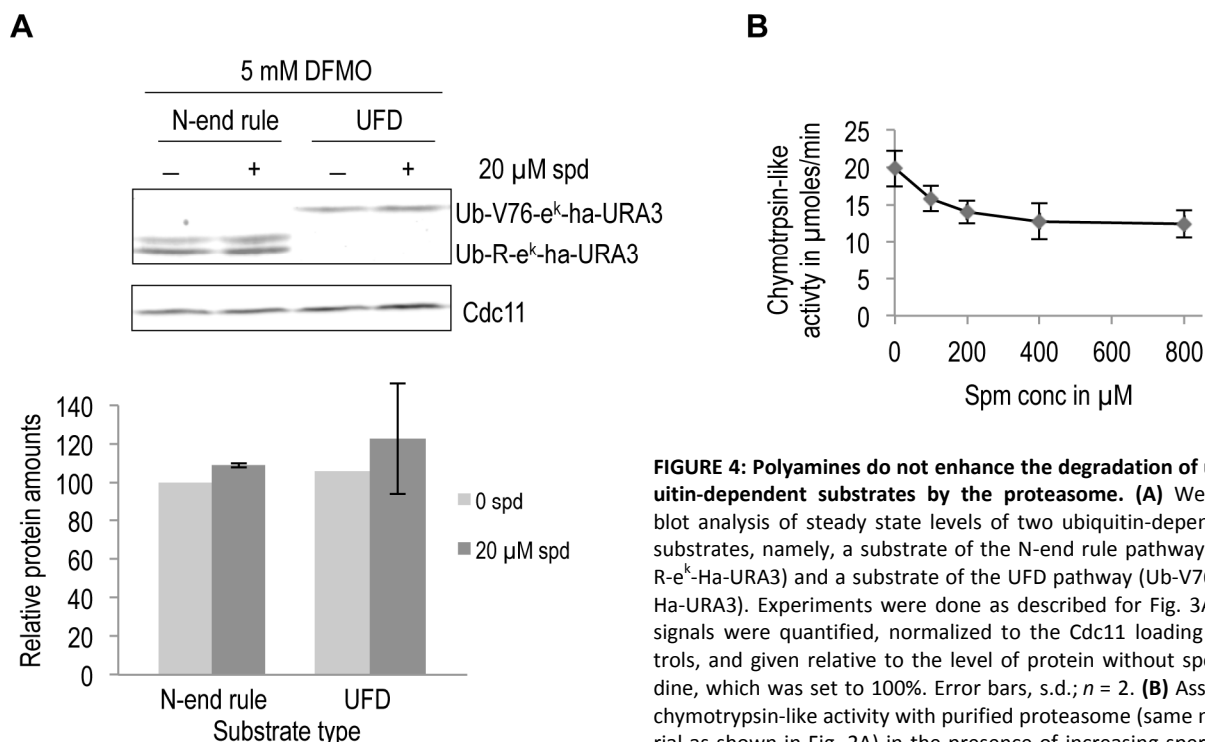 A
5 mM DFMO
N-end rule UFD
– + – + 20 µM spd
Ub-V76-eᵏ-ha-URA3
Ub-R-eᵏ-ha-URA3
Cdc11
Relative protein amounts
140
120
100
80
60
40
20
0
N-end rule UFD
Substrate type
0 spd
20 µM spd
B
Chymotrpsin-like
activty in µmoles/min
25
20
15
10
5
0
0 200 400 600 800
Spm conc in µM
FIGURE 4: Polyamines do not enhance the degradation of
uitin-dependent substrates by the proteasome. (A) We
blot analysis of steady state levels of two ubiquitin-depen
substrates, namely, a substrate of the N-end rule pathway
R-eᵏ-Ha-URA3) and a substrate of the UFD pathway (Ub-V7
Ha-URA3). Experiments were done as described for Fig. 3A
signals were quantified, normalized to the Cdc11 loading
trols, and given relative to the level of protein without spe
dine, which was set to 100%. Error bars, s.d.; n = 2. (B) Ass
chymotrypsin-like activity with purified proteasome (same
rial as shown in Fig. 2A) in the presence of increasing sper